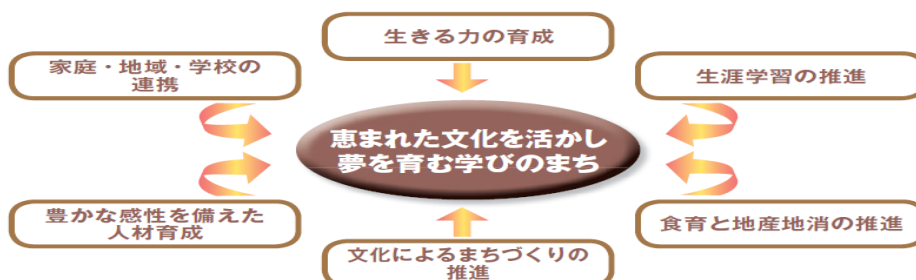 生きる力の育成
家庭・地域・学校の
連携
生涯学習の推進
恵まれた文化を活かし
夢を育む学びのまち
豊かな感性を備えた
人材育成
食育と地産地消の推進
文化によるまちづくりの
推進